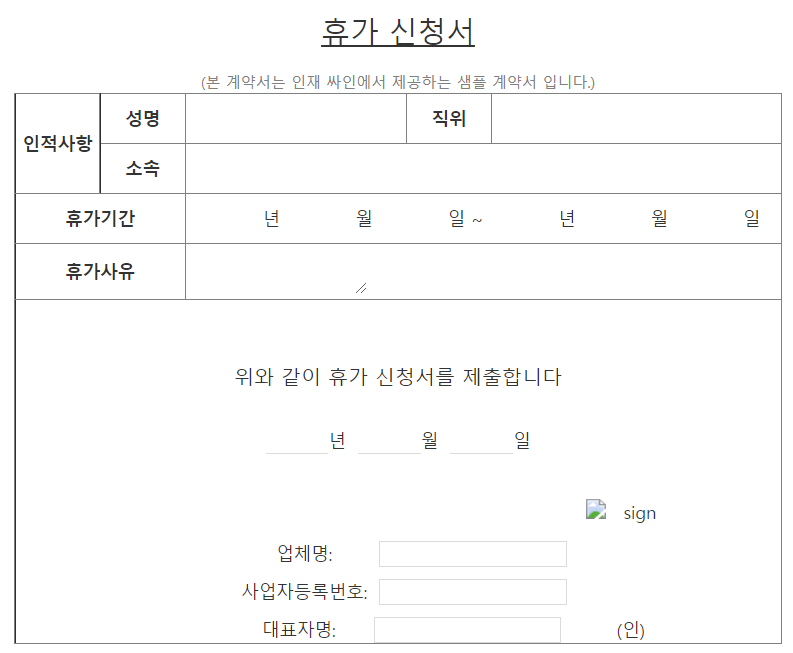 휴가 신청서
(본 계약서는 인재 싸인에서 제공하는 샘플 계약서 입니다.)
인적사항 성명 직위
소속
휴가기간 년 월 일 ~ 년 월 일
휴가사유
위와 같이 휴가 신청서를 제출합니다
년 월 일
sign
업체명:
사업자등록번호:
대표자명: (인)